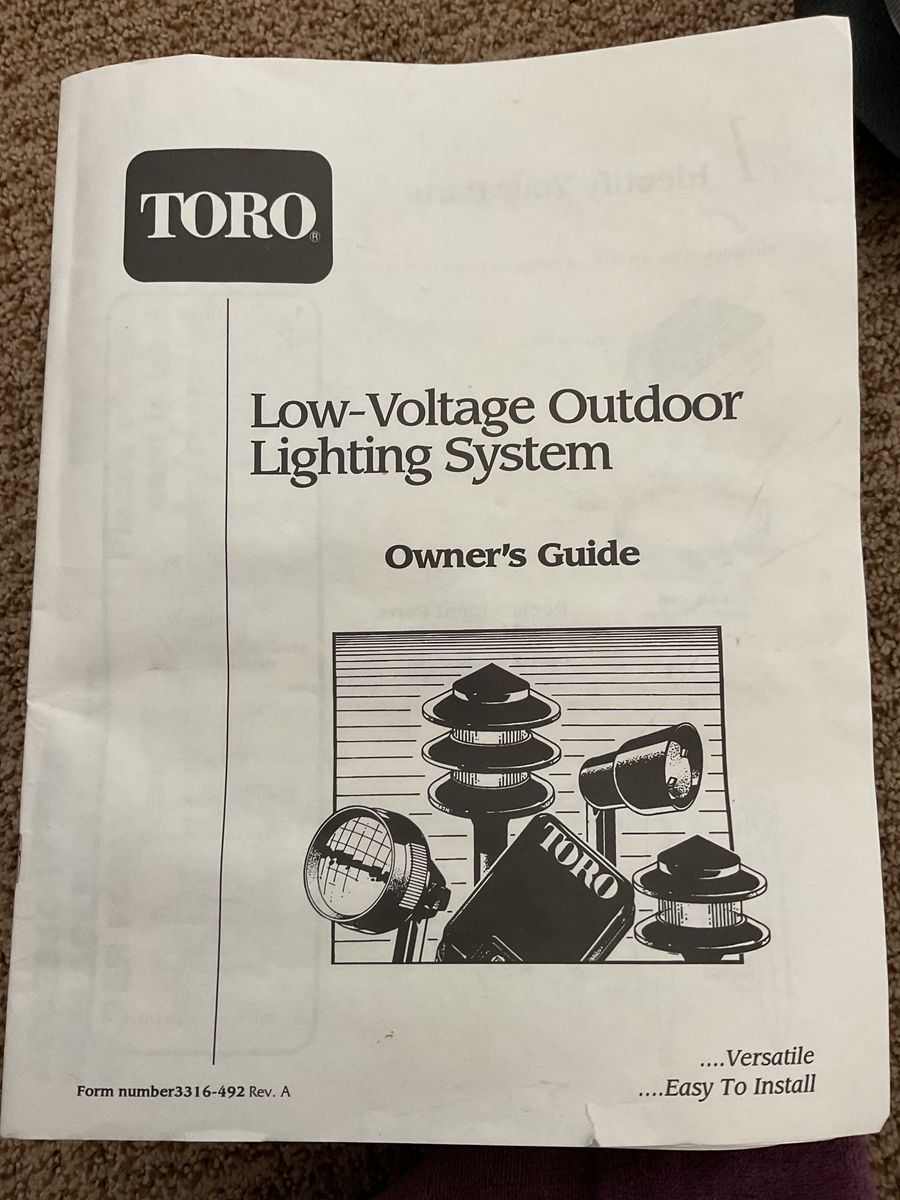 TORO®
Low-Voltage Outdoor
Lighting System
Owner's Guide
TORO
....Versatile
....Easy To Install
Form number3316-492 Rev. A